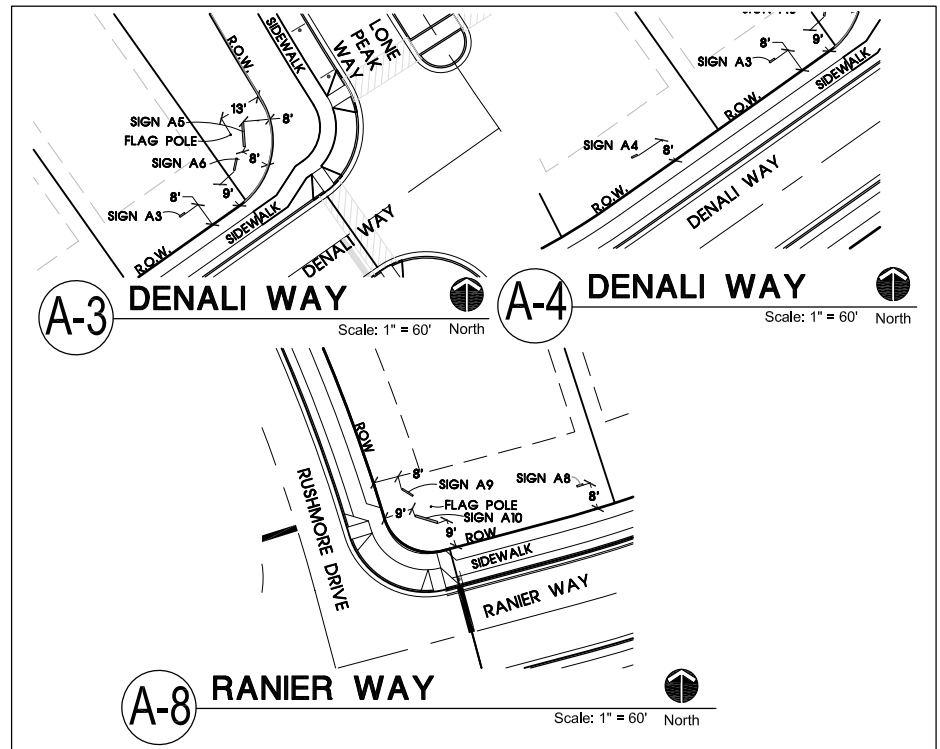 LONE
PEAK
WAY
SIDEWALK
R.O.W.
13'
SIGN A5
8'
FLAG POLE
SIGN A6
8'
8'
9'
SIGN A3
SIDEWALK
R.O.W.
DENALI WAY
A-3
DENALI WAY
Scale: 1" = 60'
North
9'
8'
SIGN A3
SIDEWALK
R.O.W.
SIGN A4
8'
R.O.W.
DENALI WAY
A-4
DENALI WAY
Scale: 1" = 60'
North
ROW
8'
SIGN A9
SIGN A8
8'
FLAG POLE
9'
SIGN A10
9'
ROW
SIDEWALK
RUSHMORE DRIVE
RANIER WAY
A-8
RANIER WAY
Scale: 1" = 60'
North